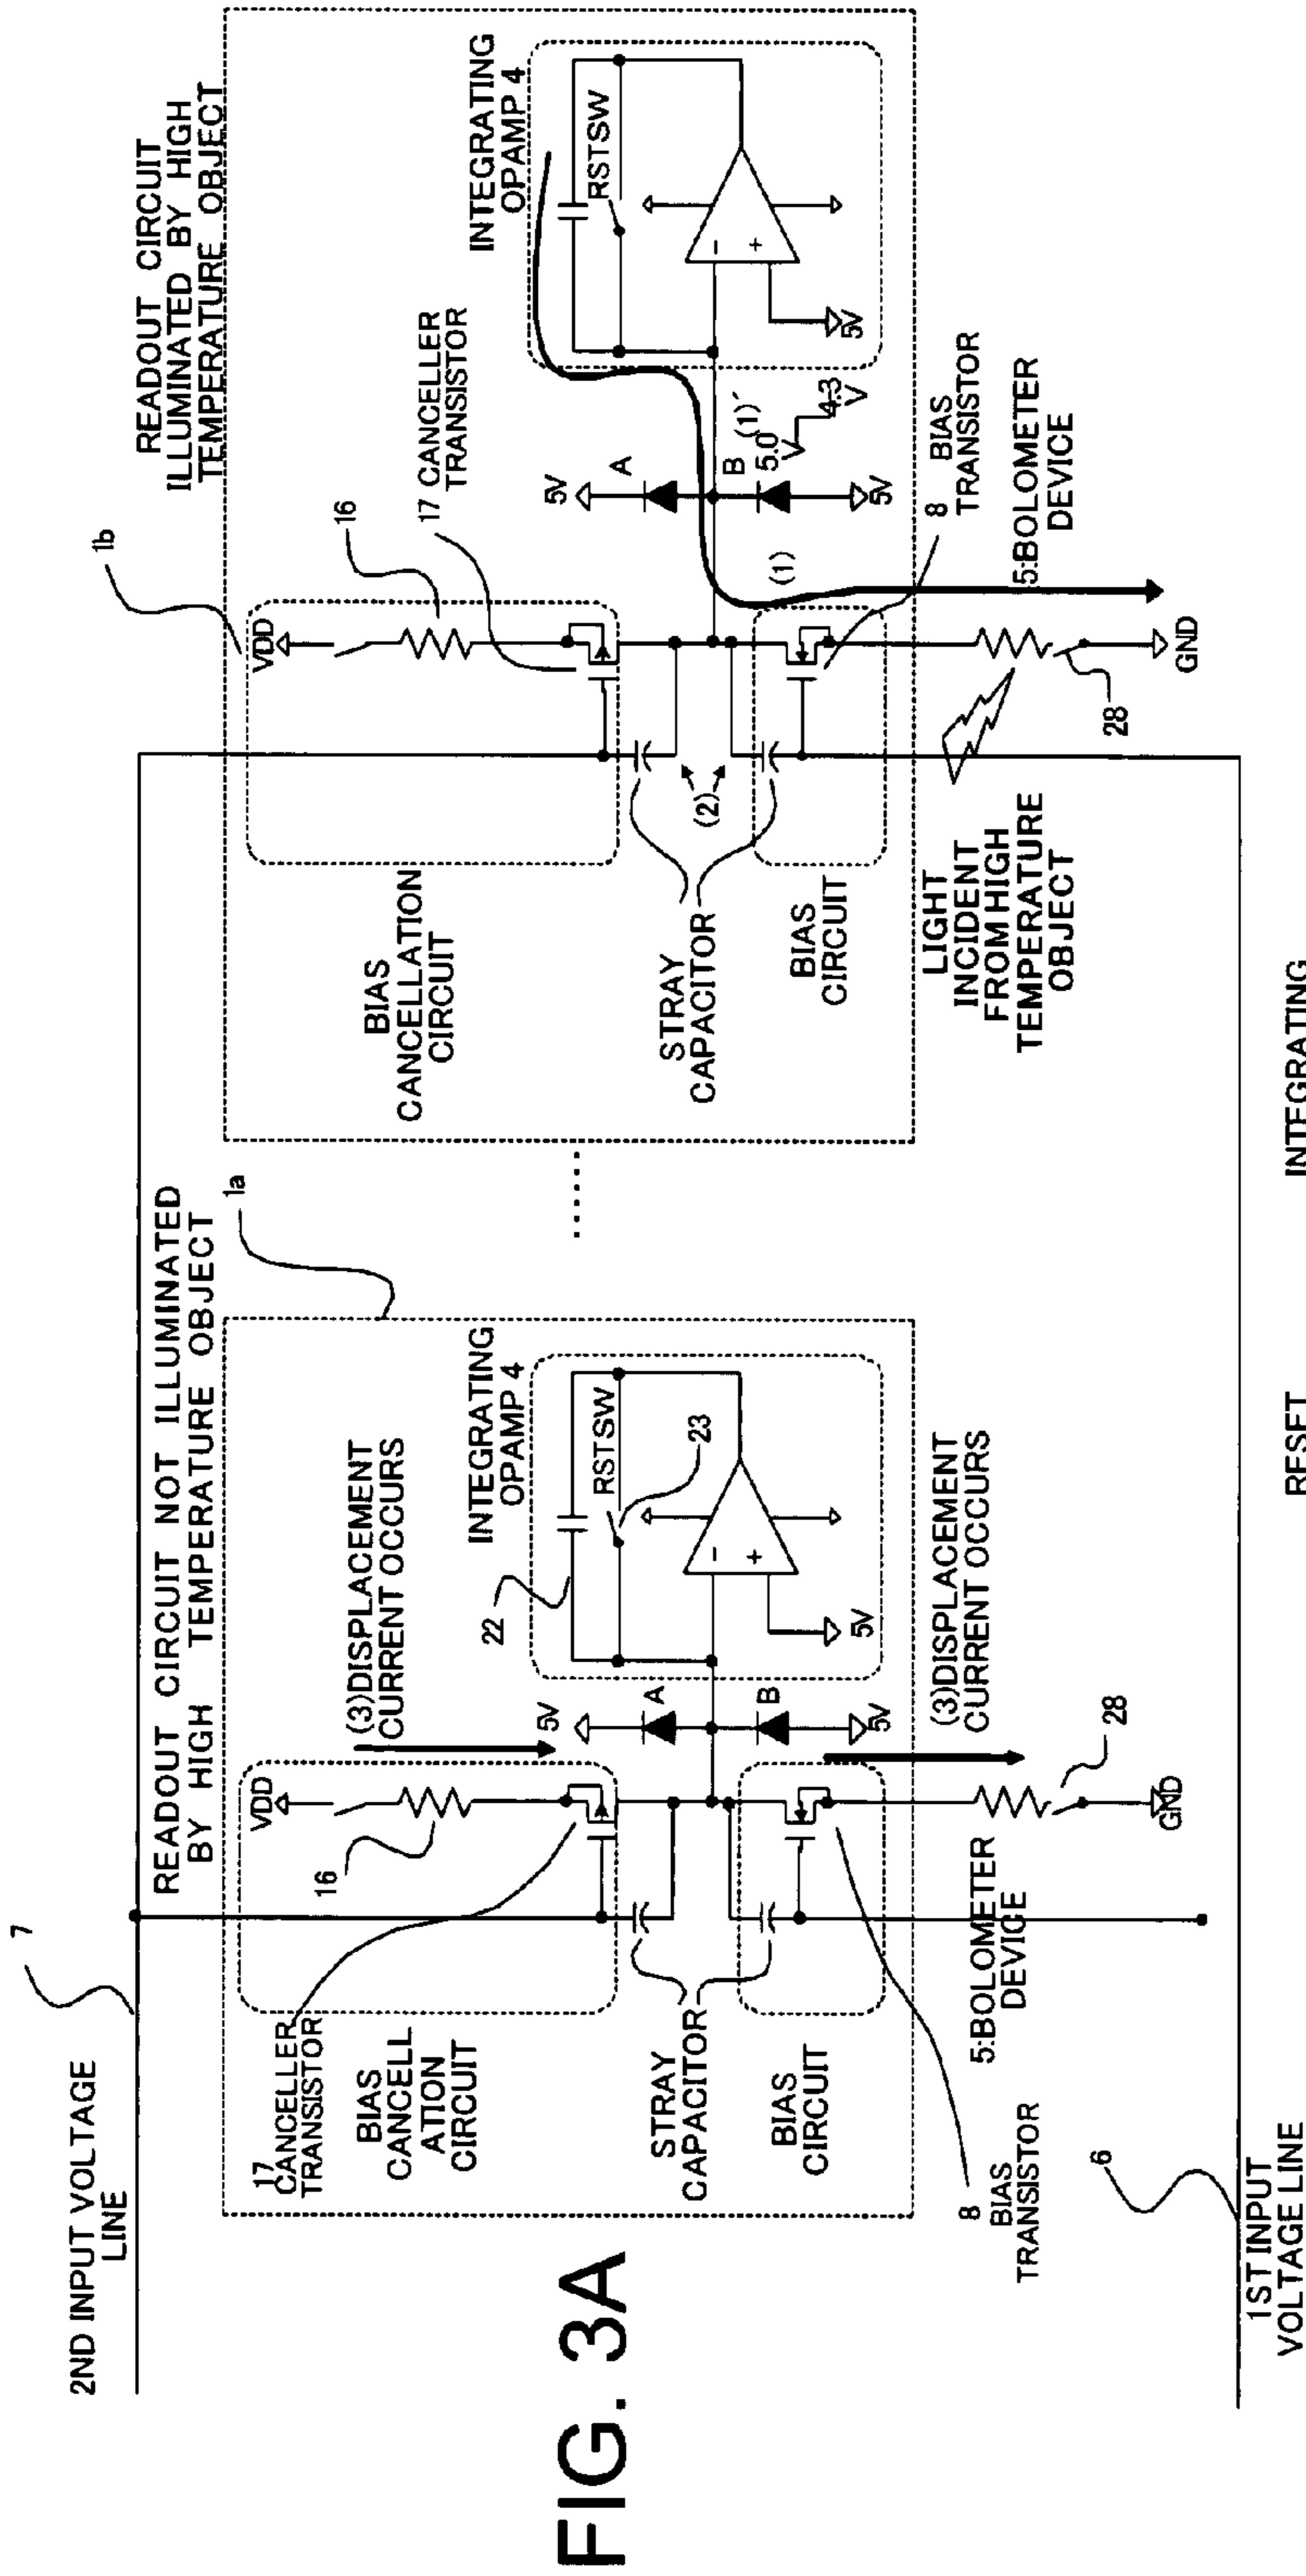 FIG. 3A
2ND INPUT VOLTAGE
LINE
7
READOUT CIRCUIT NOT ILLUMINATED
BY HIGH TEMPERATURE OBJECT
1a
17
CANCELLER
TRANSISTOR
BIAS
CANCELL
ATION
CIRCUIT
VDD
16
(3)DISPLACEMENT
CURRENT OCCURS
INTEGRATING
OPAMP 4
22
RSTSW
23
5V
A
B
5V
-
+
5V
STRAY
CAPACITOR
BIAS
CIRCUIT
8
BIAS
TRANSISTOR
5:BOLOMETER
DEVICE
(3)DISPLACEMENT
CURRENT OCCURS
28
GND
6
1ST INPUT
VOLTAGE LINE
......
READOUT CIRCUIT
ILLUMINATED BY HIGH
TEMPERATURE OBJECT
1b
VDD
16
17 CANCELLER
TRANSISTOR
BIAS
CANCELLATION
CIRCUIT
INTEGRATING
OPAMP 4
RSTSW
5V
A
B
5V
-
+
5V
(1)´
5.0
V
4.3
V
(1)
(2)
STRAY
CAPACITOR
BIAS
CIRCUIT
8
BIAS
TRANSISTOR
5:BOLOMETER
DEVICE
LIGHT
INCIDENT
FROM HIGH
TEMPERATURE
OBJECT
28
GND
RESET
INTEGRATING